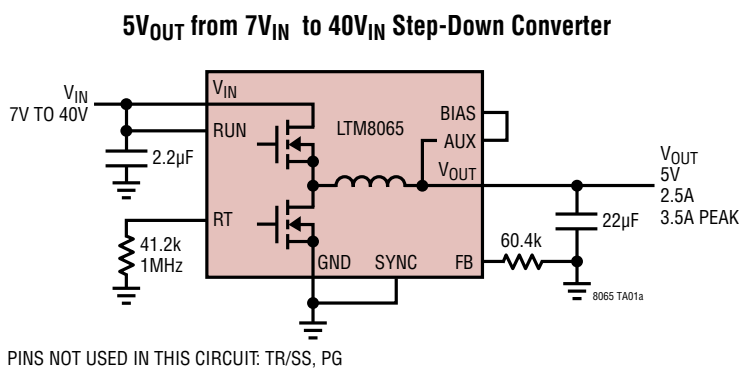 5VOUT from 7VIN to 40VIN Step-Down Converter
VIN
7V TO 40V
2.2µF
41.2k
1MHz
VIN
RUN
RT
LTM8065
BIAS
AUX
VOUT
GND
SYNC
FB
60.4k
22µF
VOUT
5V
2.5A
3.5A PEAK
8065 TA01a
PINS NOT USED IN THIS CIRCUIT: TR/SS, PG